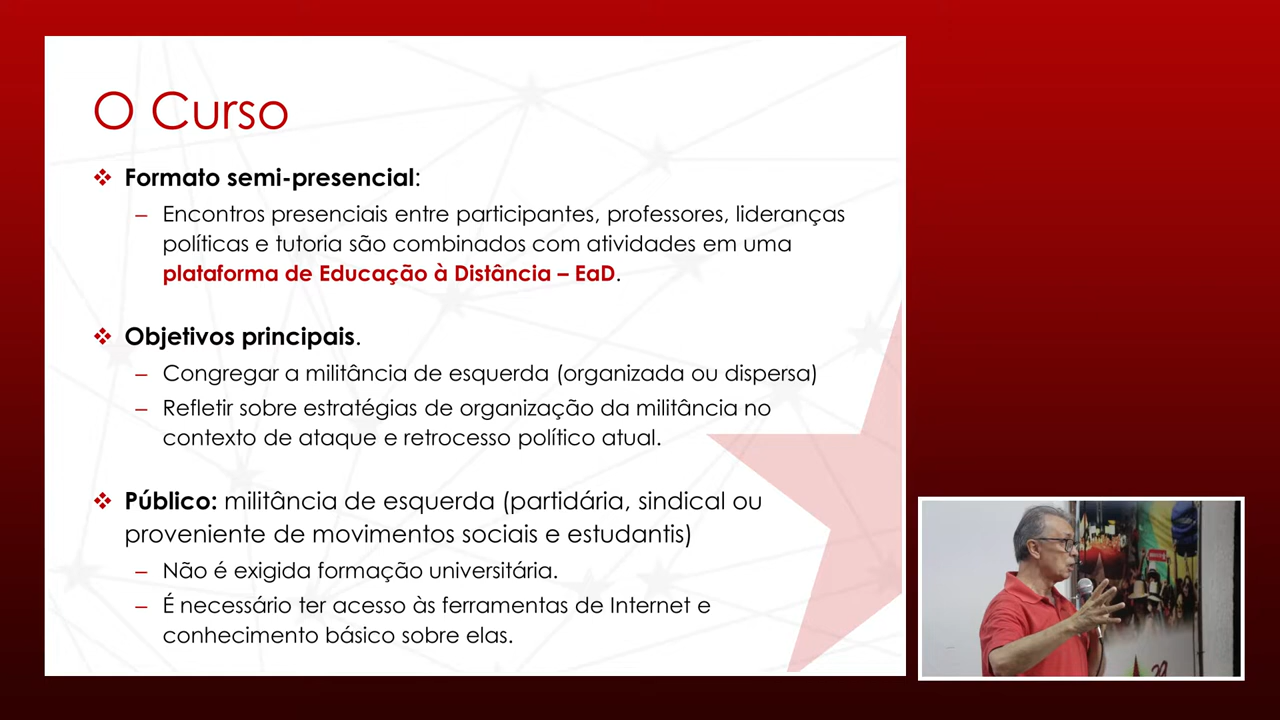 O Curso
❖ Formato semi-presencial:
– Encontros presenciais entre participantes, professores, lideranças
políticas e tutoria são combinados com atividades em uma
plataforma de Educação à Distância – EaD.
❖ Objetivos principais.
– Congregar a militância de esquerda (organizada ou dispersa)
– Refletir sobre estratégias de organização da militância no
contexto de ataque e retrocesso político atual.
❖ Público: militância de esquerda (partidária, sindical ou
proveniente de movimentos sociais e estudantis)
– Não é exigida formação universitária.
– É necessário ter acesso às ferramentas de Internet e
conhecimento básico sobre elas.